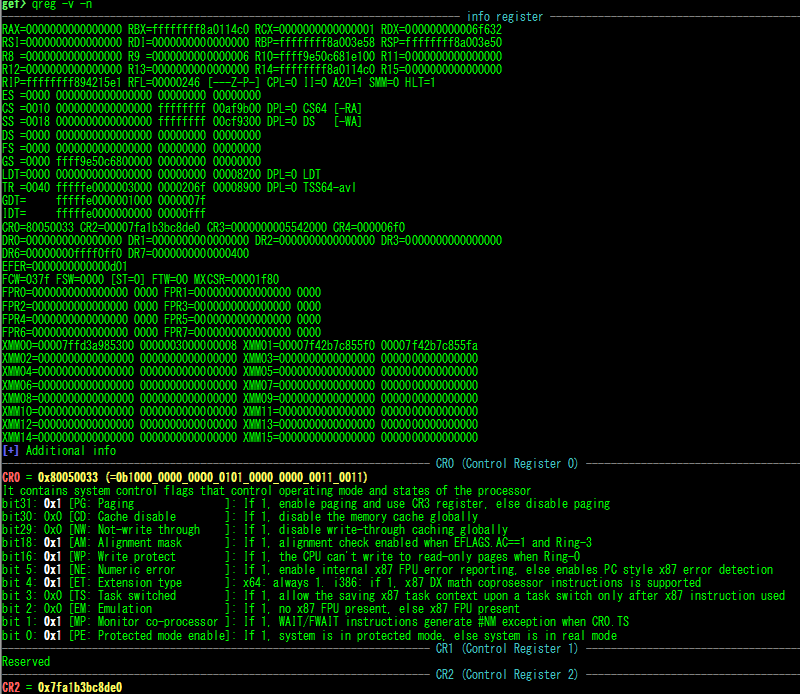 gef> qreg -v -n
info register
RAX=0000000000000000 RBX=ffffffff8a0114c0 RCX=0000000000000001 RDX=000000000006f632
RSI=0000000000000000 RDI=0000000000000000 RBP=ffffffff8a003e58 RSP=ffffffff8a003e50
R8 =0000000000000000 R9 =0000000000000006 R10=ffff9e50c681e100 R11=0000000000000000
R12=0000000000000000 R13=0000000000000000 R14=ffffffff8a0114c0 R15=0000000000000000
RIP=ffffffff894215e1 RFL=00000246 [---Z-P-] CPL=0 II=0 A20=1 SMM=0 HLT=1
ES =0000 0000000000000000 00000000 00000000
CS =0010 0000000000000000 ffffffff 00af9b00 DPL=0 CS64 [-RA]
SS =0018 0000000000000000 ffffffff 00cf9300 DPL=0 DS   [-WA]
DS =0000 0000000000000000 00000000 00000000
FS =0000 0000000000000000 00000000 00000000
GS =0000 ffff9e50c6800000 00000000 00000000
LDT=0000 0000000000000000 00000000 00008200 DPL=0 LDT
TR =0040 fffffe0000003000 0000206f 00008900 DPL=0 TSS64-avl
GDT=     fffffe0000001000 0000007f
IDT=     fffffe0000000000 00000fff
CR0=80050033 CR2=00007fa1b3bc8de0 CR3=0000000005542000 CR4=000006f0
DR0=0000000000000000 DR1=0000000000000000 DR2=0000000000000000 DR3=0000000000000000
DR6=00000000ffff0ff0 DR7=0000000000000400
EFER=0000000000000d01
FCW=037f FSW=0000 [ST=0] FTW=00 MXCSR=00001f80
FPR0=0000000000000000 0000 FPR1=0000000000000000 0000
FPR2=0000000000000000 0000 FPR3=0000000000000000 0000
FPR4=0000000000000000 0000 FPR5=0000000000000000 0000
FPR6=0000000000000000 0000 FPR7=0000000000000000 0000
XMM00=00007ffd3a985300 0000003000000008 XMM01=00007f42b7c855f0 00007f42b7c855fa
XMM02=0000000000000000 0000000000000000 XMM03=0000000000000000 0000000000000000
XMM04=0000000000000000 0000000000000000 XMM05=0000000000000000 0000000000000000
XMM06=0000000000000000 0000000000000000 XMM07=0000000000000000 0000000000000000
XMM08=0000000000000000 0000000000000000 XMM09=0000000000000000 0000000000000000
XMM10=0000000000000000 0000000000000000 XMM11=0000000000000000 0000000000000000
XMM12=0000000000000000 0000000000000000 XMM13=0000000000000000 0000000000000000
XMM14=0000000000000000 0000000000000000 XMM15=0000000000000000 0000000000000000
[+] Additional info
CR0 (Control Register 0)
CR0 = 0x80050033 (=0b1000_0000_0000_0101_0000_0000_0011_0011)
It contains system control flags that control operating mode and states of the processor
bit31: 0x1 [PG: Paging               ]: If 1, enable paging and use CR3 register, else disable paging
bit30: 0x0 [CD: Cache disable        ]: If 1, disable the memory cache globally
bit29: 0x0 [NW: Not-write through    ]: If 1, disable write-through caching globally
bit18: 0x1 [AM: Alignment mask       ]: If 1, alignment check enabled when EFLAGS.AC==1 and Ring-3
bit16: 0x1 [WP: Write protect        ]: If 1, the CPU can't write to read-only pages when Ring-0
bit 5: 0x1 [NE: Numeric error        ]: If 1, enable internal x87 FPU error reporting, else enables PC style x87 error detection
bit 4: 0x1 [ET: Extension type       ]: x64: always 1. i386: if 1, x87 DX math coprosessor instructions is supported
bit 3: 0x0 [TS: Task switched        ]: If 1, allow the saving x87 task context upon a task switch only after x87 instruction used
bit 2: 0x0 [EM: Emulation            ]: If 1, no x87 FPU present, else x87 FPU present
bit 1: 0x1 [MP: Monitor co-processor ]: If 1, WAIT/FWAIT instructions generate #NM exception when CR0.TS
bit 0: 0x1 [PE: Protected mode enable]: If 1, system is in protected mode, else system is in real mode
CR1 (Control Register 1)
Reserved
CR2 (Control Register 2)
CR2 = 0x7fa1b3bc8de0